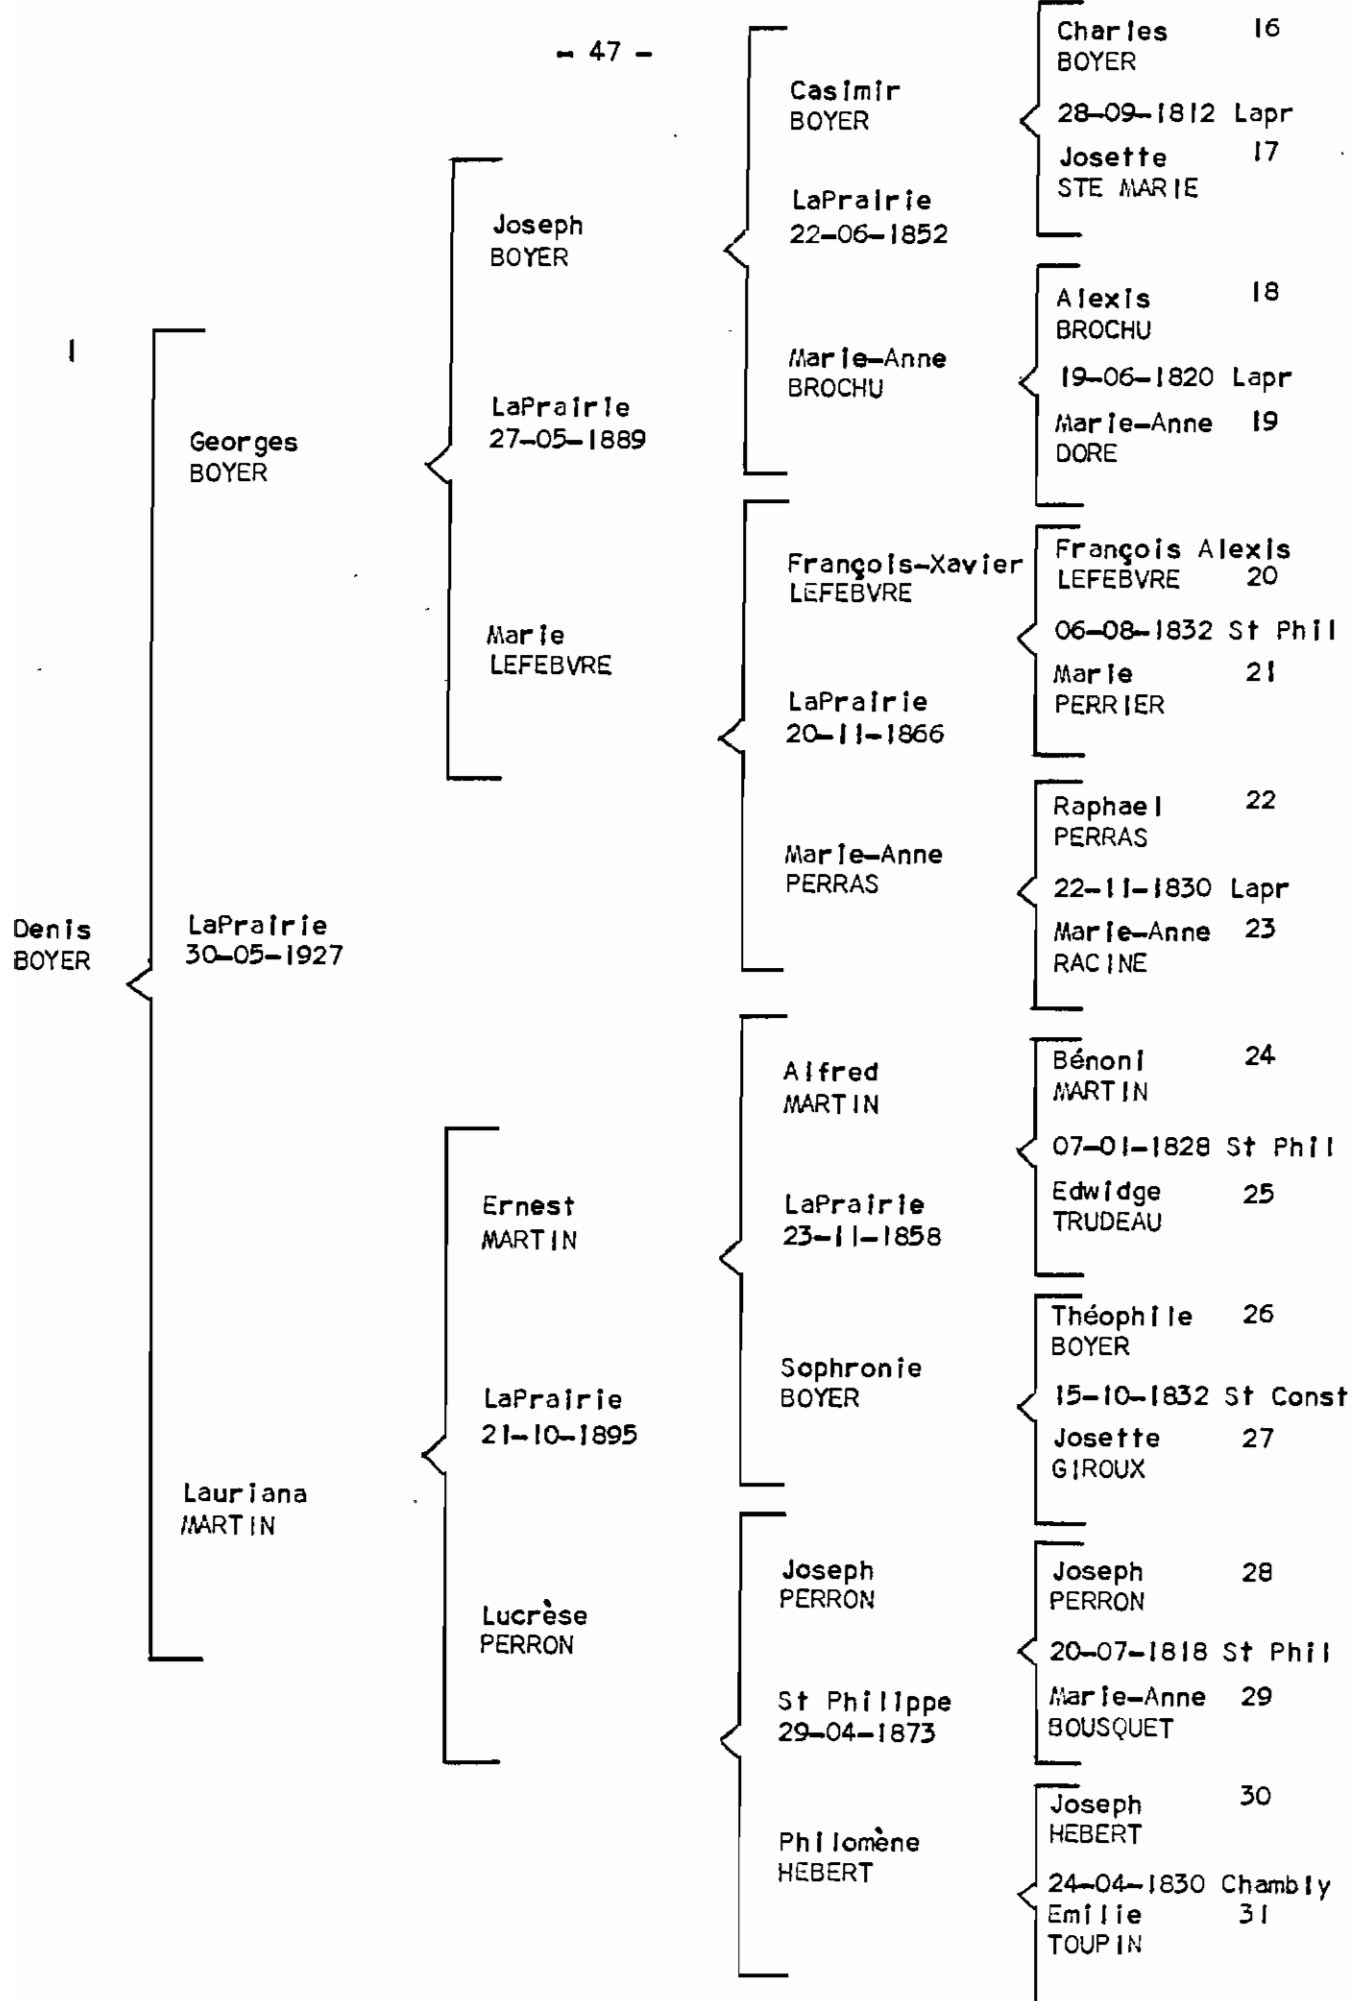 - 47 -
1
Denis
BOYER
Georges
BOYER
LaPrairie
30-05-1927
Lauriana
MARTIN
Joseph
BOYER
LaPrairie
27-05-1889
Marie
LEFEBVRE
Ernest
MARTIN
LaPrairie
21-10-1895
Lucrèse
PERRON
Casimir
BOYER
LaPrairie
22-06-1852
Marie-Anne
BROCHU
François-Xavier
LEFEBVRE
LaPrairie
20-11-1866
Marie-Anne
PERRAS
Alfred
MARTIN
LaPrairie
23-11-1858
Sophronie
BOYER
Joseph
PERRON
St Philippe
29-04-1873
Philomène
HEBERT
Charles 16
BOYER
28-09-1812 Lapr
Josette 17
STE MARIE
Alexis 18
BROCHU
19-06-1820 Lapr
Marie-Anne 19
DORE
François Alexis
LEFEBVRE 20
06-08-1832 St Phil
Marie 21
PERRIER
Raphael 22
PERRAS
22-11-1830 Lapr
Marie-Anne 23
RACINE
Bénoni 24
MARTIN
07-01-1828 St Phil
Edwidge 25
TRUDEAU
Théophile 26
BOYER
15-10-1832 St Const
Josette 27
GIROUX
Joseph 28
PERRON
20-07-1818 St Phil
Marie-Anne 29
BOUSQUET
Joseph 30
HEBERT
24-04-1830 Chambly
Emilie 31
TOUPIN